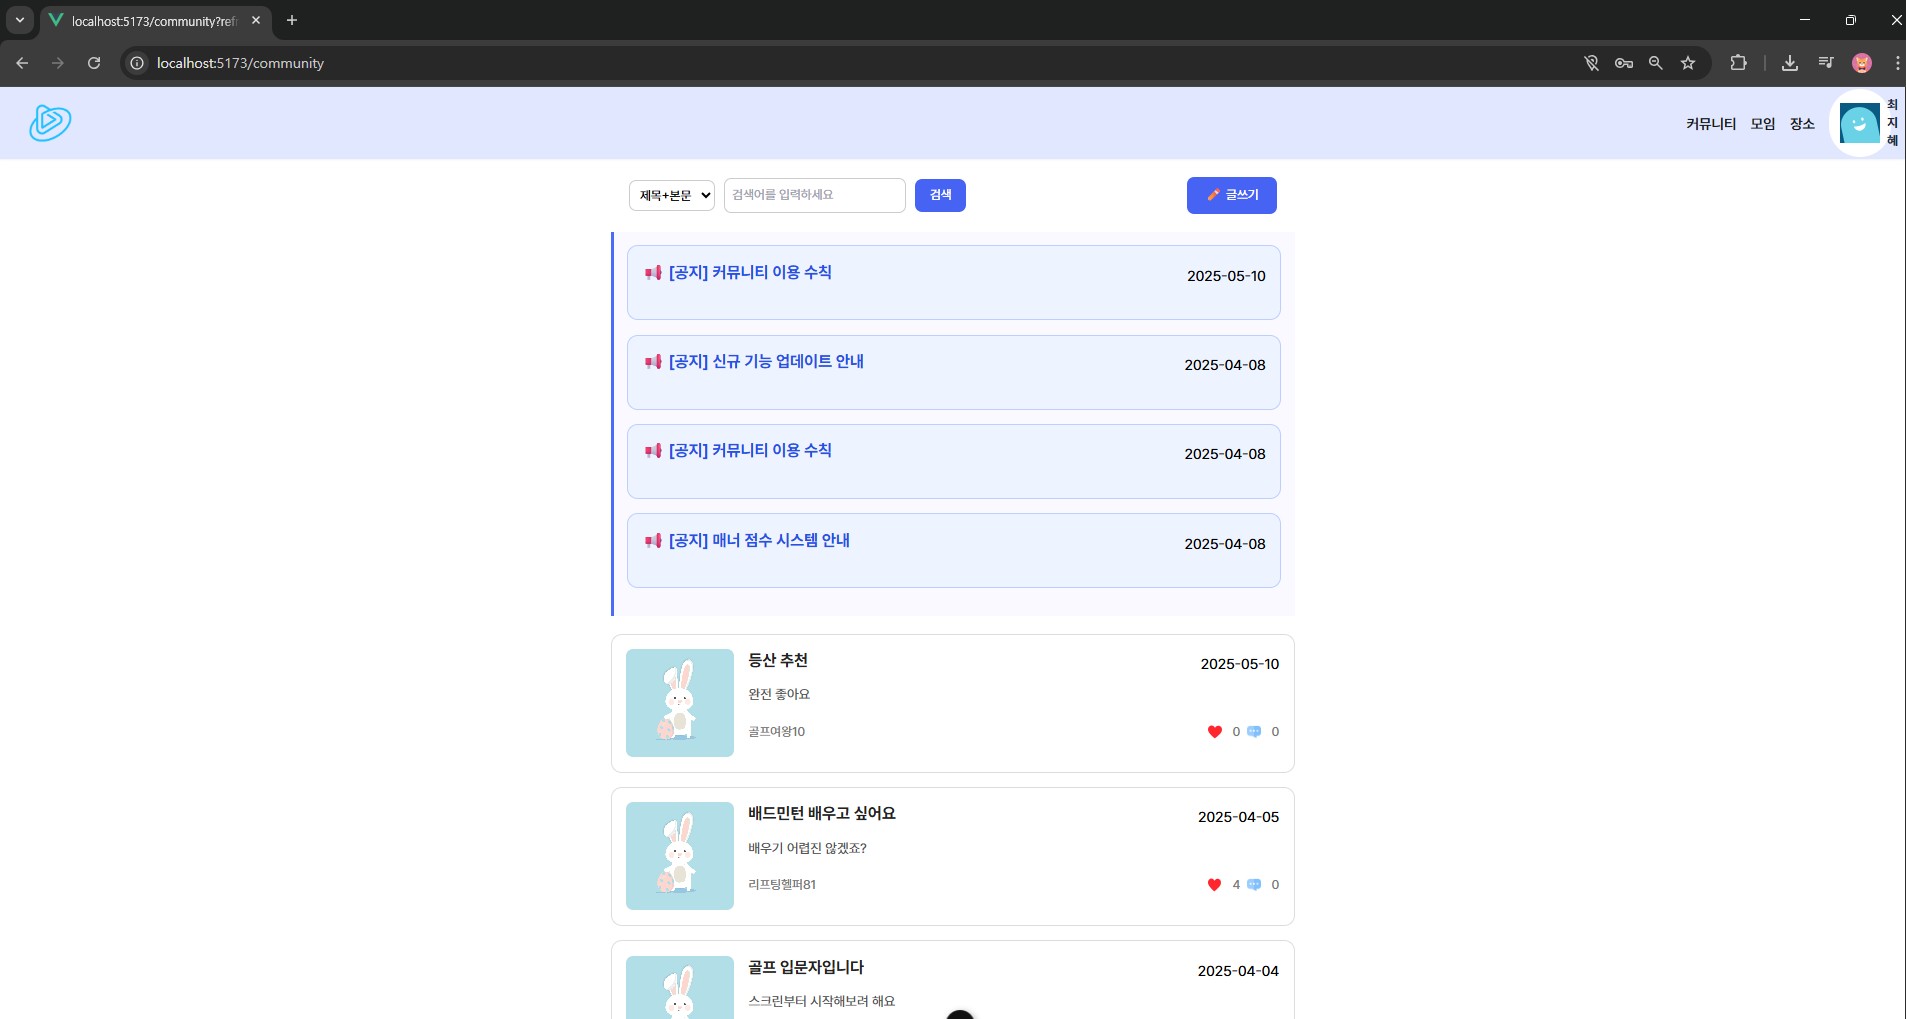 localhost:5173/community?refr
localhost:5173/community
커뮤니티 모임 장소
최
지
혜
제목+본문 검색어를 입력하세요 검색 글쓰기
[공지] 커뮤니티 이용 수칙 2025-05-10
[공지] 신규 기능 업데이트 안내 2025-04-08
[공지] 커뮤니티 이용 수칙 2025-04-08
[공지] 매너 점수 시스템 안내 2025-04-08
등산 추천 2025-05-10
완전 좋아요
골프여왕10 0 0
배드민턴 배우고 싶어요 2025-04-05
배우기 어렵진 않겠죠?
리프팅헬퍼81 4 0
골프 입문자입니다 2025-04-04
스크린부터 시작해보려 해요